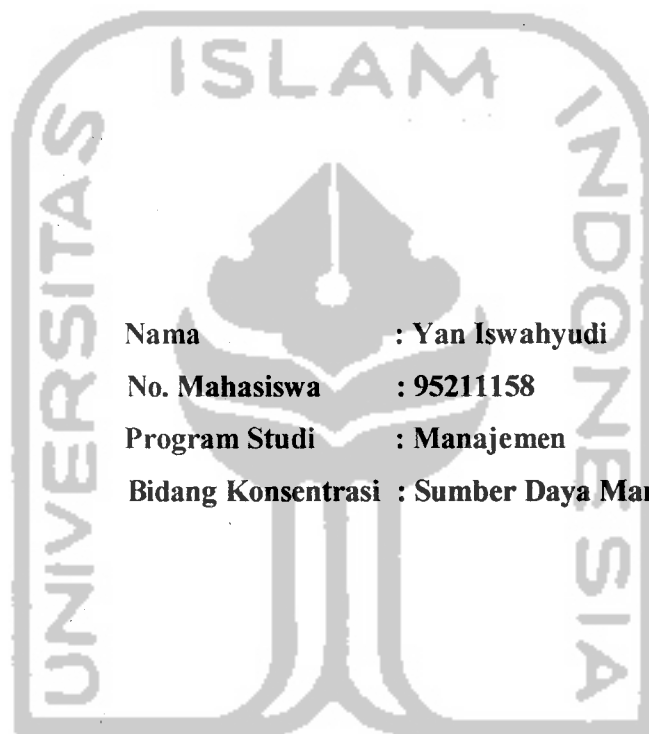 UNIVERSITAS ISLAM INDONESIA
Nama : Yan Iswahyudi
No. Mahasiswa : 95211158
Program Studi : Manajemen
Bidang Konsentrasi : Sumber Daya